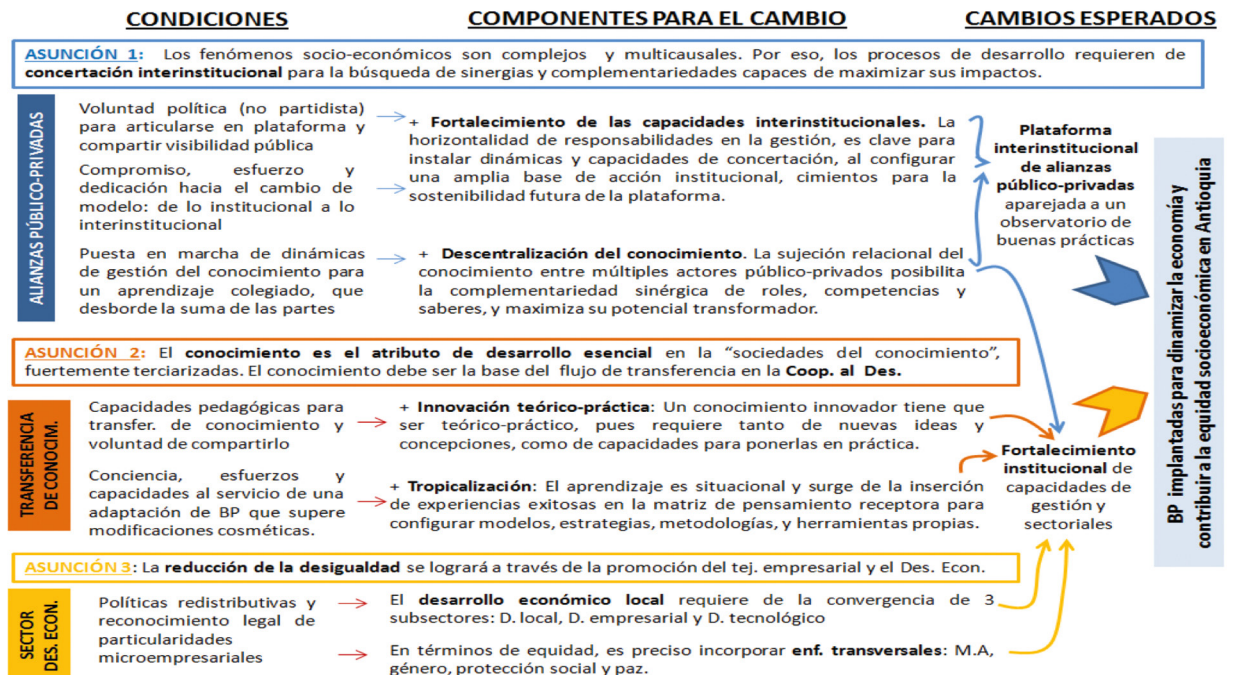 CONDICIONES
COMPONENTES PARA EL CAMBIO
CAMBIOS ESPERADOS
ASUNCIÓN 1: Los fenómenos socio-económicos son complejos y multicausales. Por eso, los procesos de desarrollo requieren de
concertación interinstitucional para la búsqueda de sinergias y complementariedades capaces de maximizar sus impactos.
ALIANZAS PÚBLICO-PRIVADAS
Voluntad política (no partidista)
para articularse en plataforma y
compartir visibilidad pública
Compromiso, esfuerzo y
dedicación hacia el cambio de
modelo: de lo institucional a lo
interinstitucional
Puesta en marcha de dinámicas
de gestión del conocimiento para
un aprendizaje colegiado, que
desborde la suma de las partes
+ Fortalecimiento de las capacidades interinstitucionales. La
horizontalidad de responsabilidades en la gestión, es clave para
instalar dinámicas y capacidades de concertación, al configurar
una amplia base de acción institucional, cimientos para la
sostenibilidad futura de la plataforma.
+ Descentralización del conocimiento. La sujeción relacional del
conocimiento entre múltiples actores público-privados posibilita
la complementariedad sinérgica de roles, competencias y
saberes, y maximiza su potencial transformador.
Plataforma
interinstitucional
de alianzas
público-privadas
aparejada a un
observatorio de
buenas prácticas
ASUNCIÓN 2: El conocimiento es el atributo de desarrollo esencial en la “sociedades del conocimiento”,
fuertemente terciarizadas. El conocimiento debe ser la base del flujo de transferencia en la Coop. al Des.
TRANSFERENCIA
DE CONOCIM.
Capacidades pedagógicas para
transfer. de conocimiento y
voluntad de compartirlo
Conciencia, esfuerzos y
capacidades al servicio de una
adaptación de BP que supere
modificaciones cosméticas.
+ Innovación teórico-práctica: Un conocimiento innovador tiene que
ser teórico-práctico, pues requiere tanto de nuevas ideas y
concepciones, como de capacidades para ponerlas en práctica.
+ Tropicalización: El aprendizaje es situacional y surge de la inserción
de experiencias exitosas en la matriz de pensamiento receptora para
configurar modelos, estrategias, metodologías, y herramientas propias.
Fortalecimiento
institucional de
capacidades de
gestión y
sectoriales
ASUNCIÓN 3: La reducción de la desigualdad se logrará a través de la promoción del tej. empresarial y el Des. Econ.
SECTOR
DES. ECON.
Políticas redistributivas y
reconocimiento legal de
particularidades
microempresariales
El desarrollo económico local requiere de la convergencia de 3
subsectores: D. local, D. empresarial y D. tecnológico
En términos de equidad, es preciso incorporar enf. transversales: M.A,
género, protección social y paz.
BP implantadas para dinamizar la economíay
contribuir a la equidad socioeconómica en Antioquia